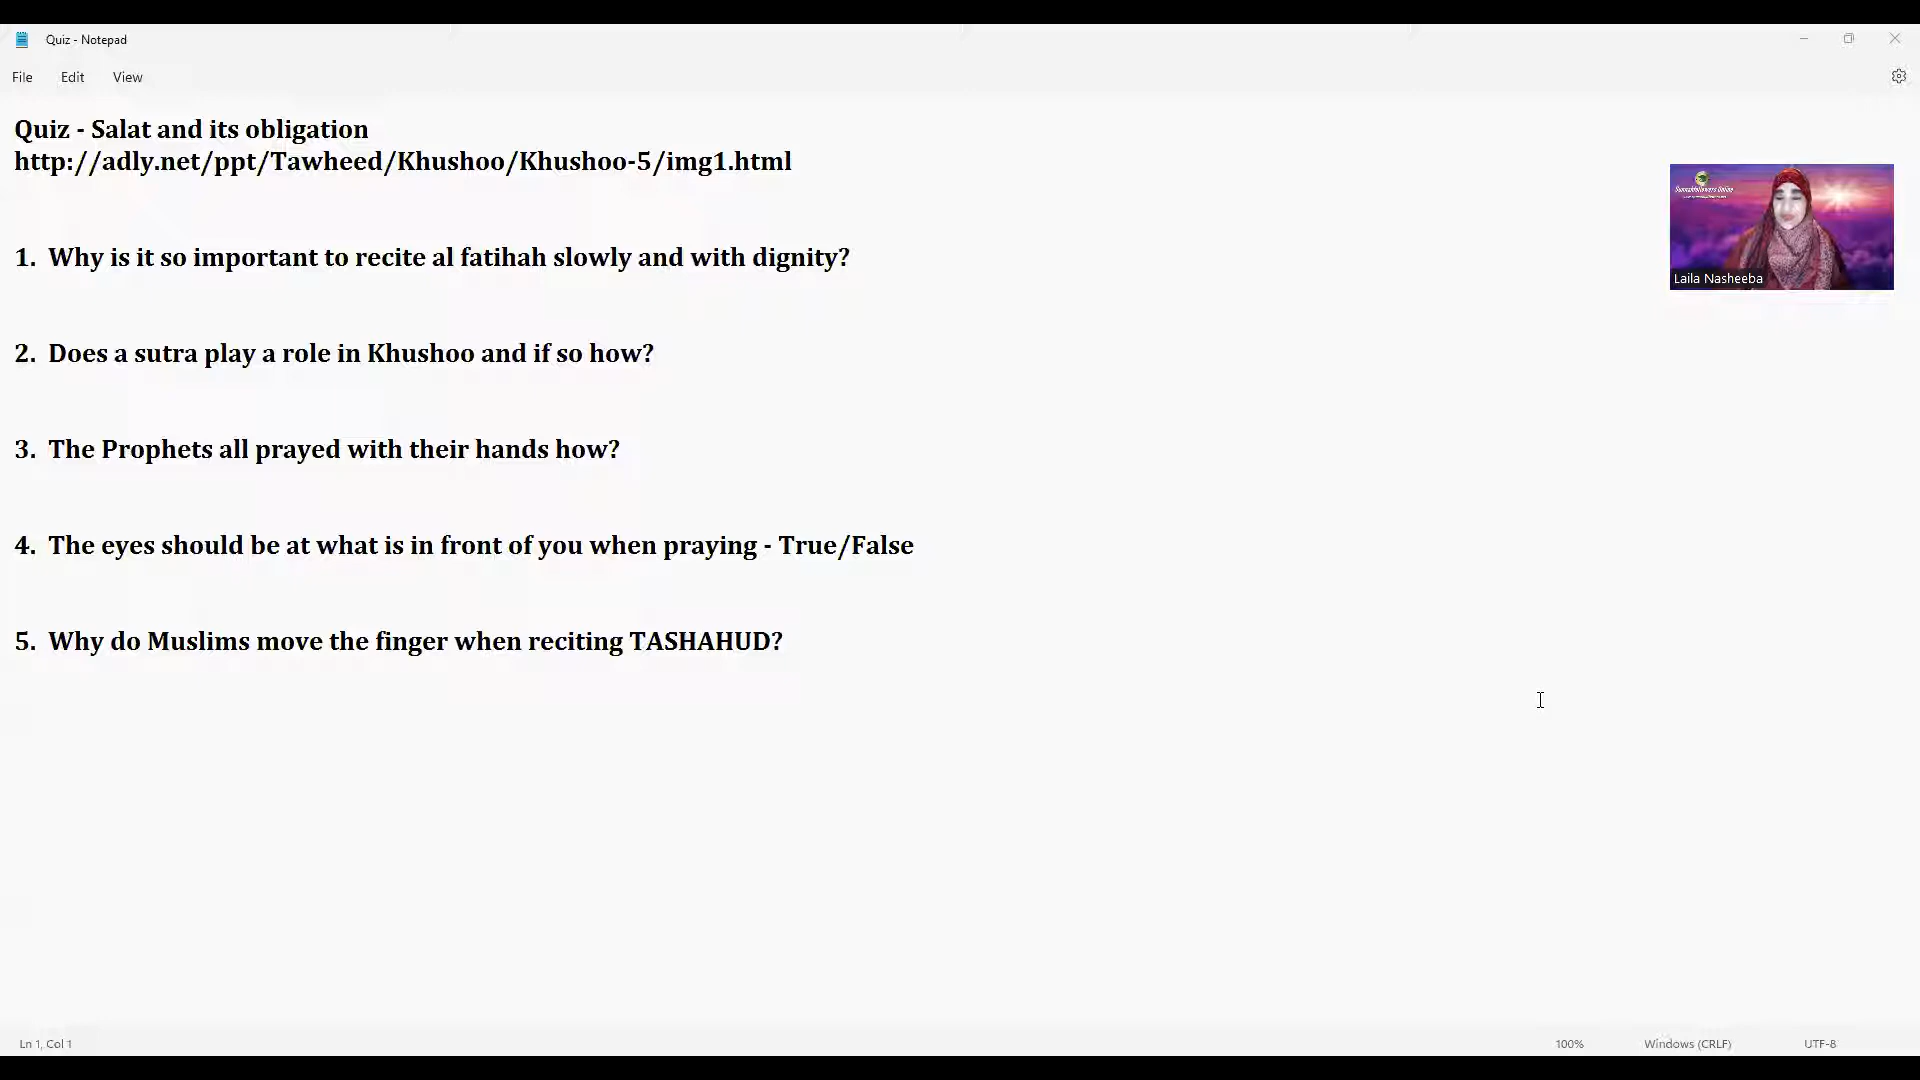 Quiz - Notepad
File Edit View
Quiz - Salat and its obligation
http://adly.net/ppt/Tawheed/Khushoo/Khushoo-5/img1.html
1. Why is it so important to recite al fatihah slowly and with dignity?
2. Does a sutra play a role in Khushoo and if so how?
3. The Prophets all prayed with their hands how?
4. The eyes should be at what is in front of you when praying - True/False
5. Why do Muslims move the finger when reciting TASHAHUD?
Laila Nasheeba
Ln 1, Col 1 100% Windows (CRLF) UTF-8